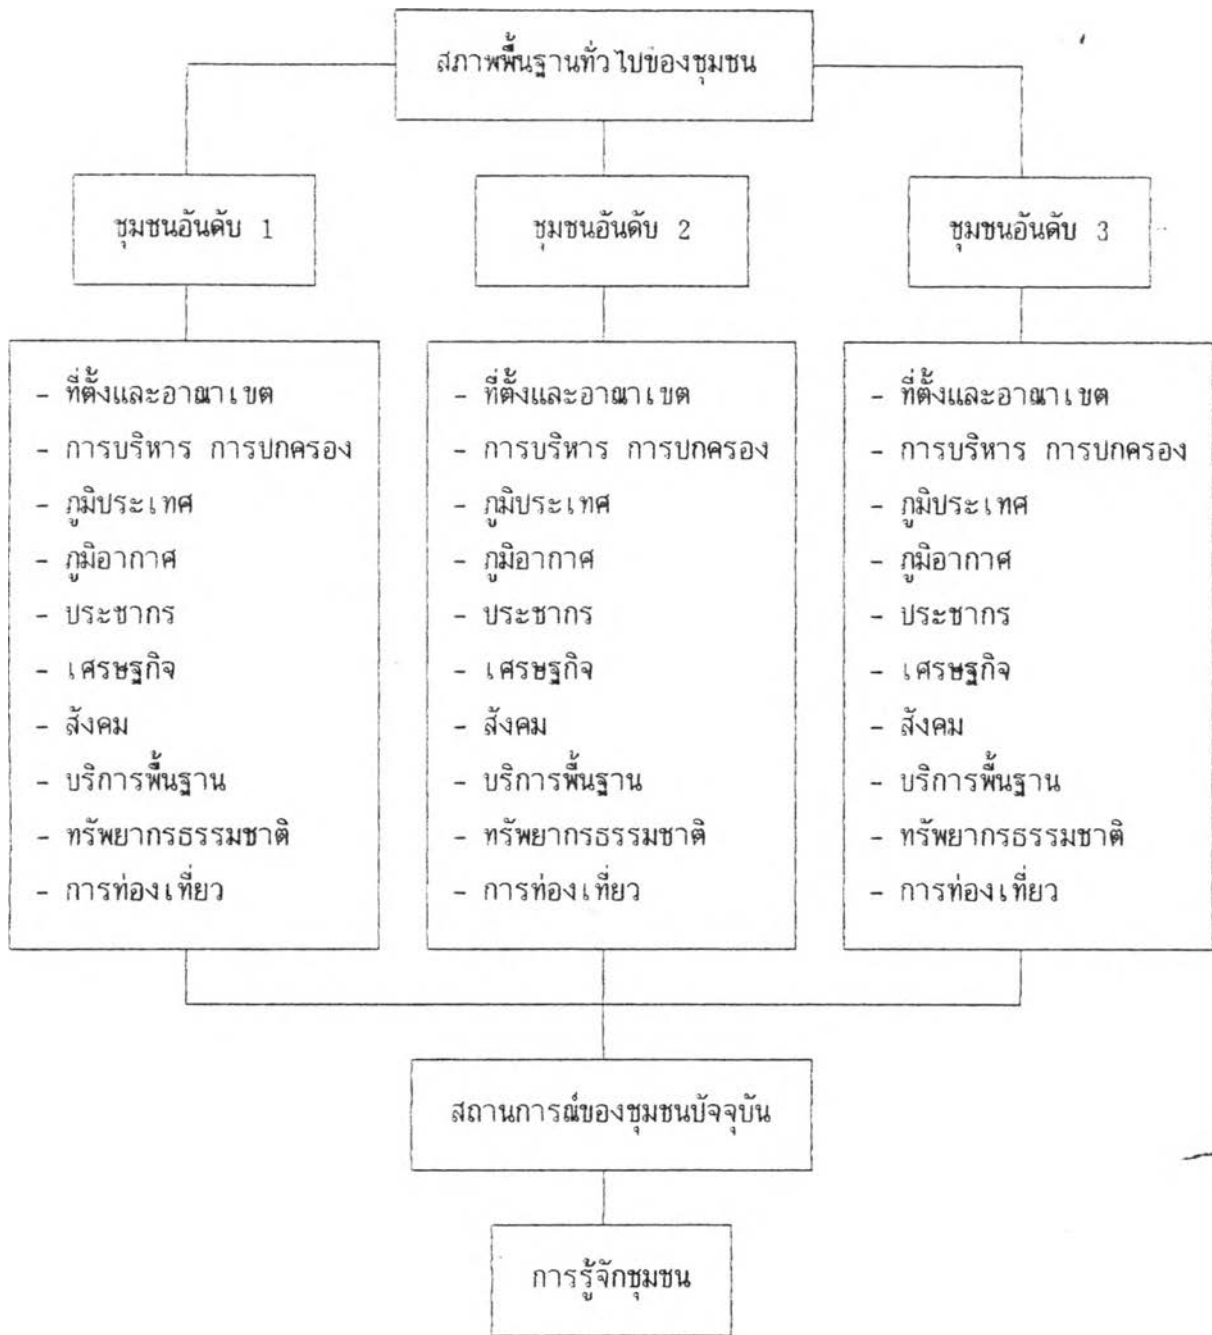 สภาพพื้นฐานทั่วไปของชุมชน
ชุมชนอันดับ 1
ชุมชนอันดับ 2
ชุมชนอันดับ 3
- ที่ตั้งและอาณาเขต
- การบริหาร การปกครอง
- ภูมิประเทศ
- ภูมิอากาศ
- ประชากร
- เศรษฐกิจ
- สังคม
- บริการพื้นฐาน
- ทรัพยากรธรรมชาติ
- การท่องเที่ยว
- ที่ตั้งและอาณาเขต
- การบริหาร การปกครอง
- ภูมิประเทศ
- ภูมิอากาศ
- ประชากร
- เศรษฐกิจ
- สังคม
- บริการพื้นฐาน
- ทรัพยากรธรรมชาติ
- การท่องเที่ยว
- ที่ตั้งและอาณาเขต
- การบริหาร การปกครอง
- ภูมิประเทศ
- ภูมิอากาศ
- ประชากร
- เศรษฐกิจ
- สังคม
- บริการพื้นฐาน
- ทรัพยากรธรรมชาติ
- การท่องเที่ยว
สถานการณ์ของชุมชนปัจจุบัน
การรู้จักชุมชน